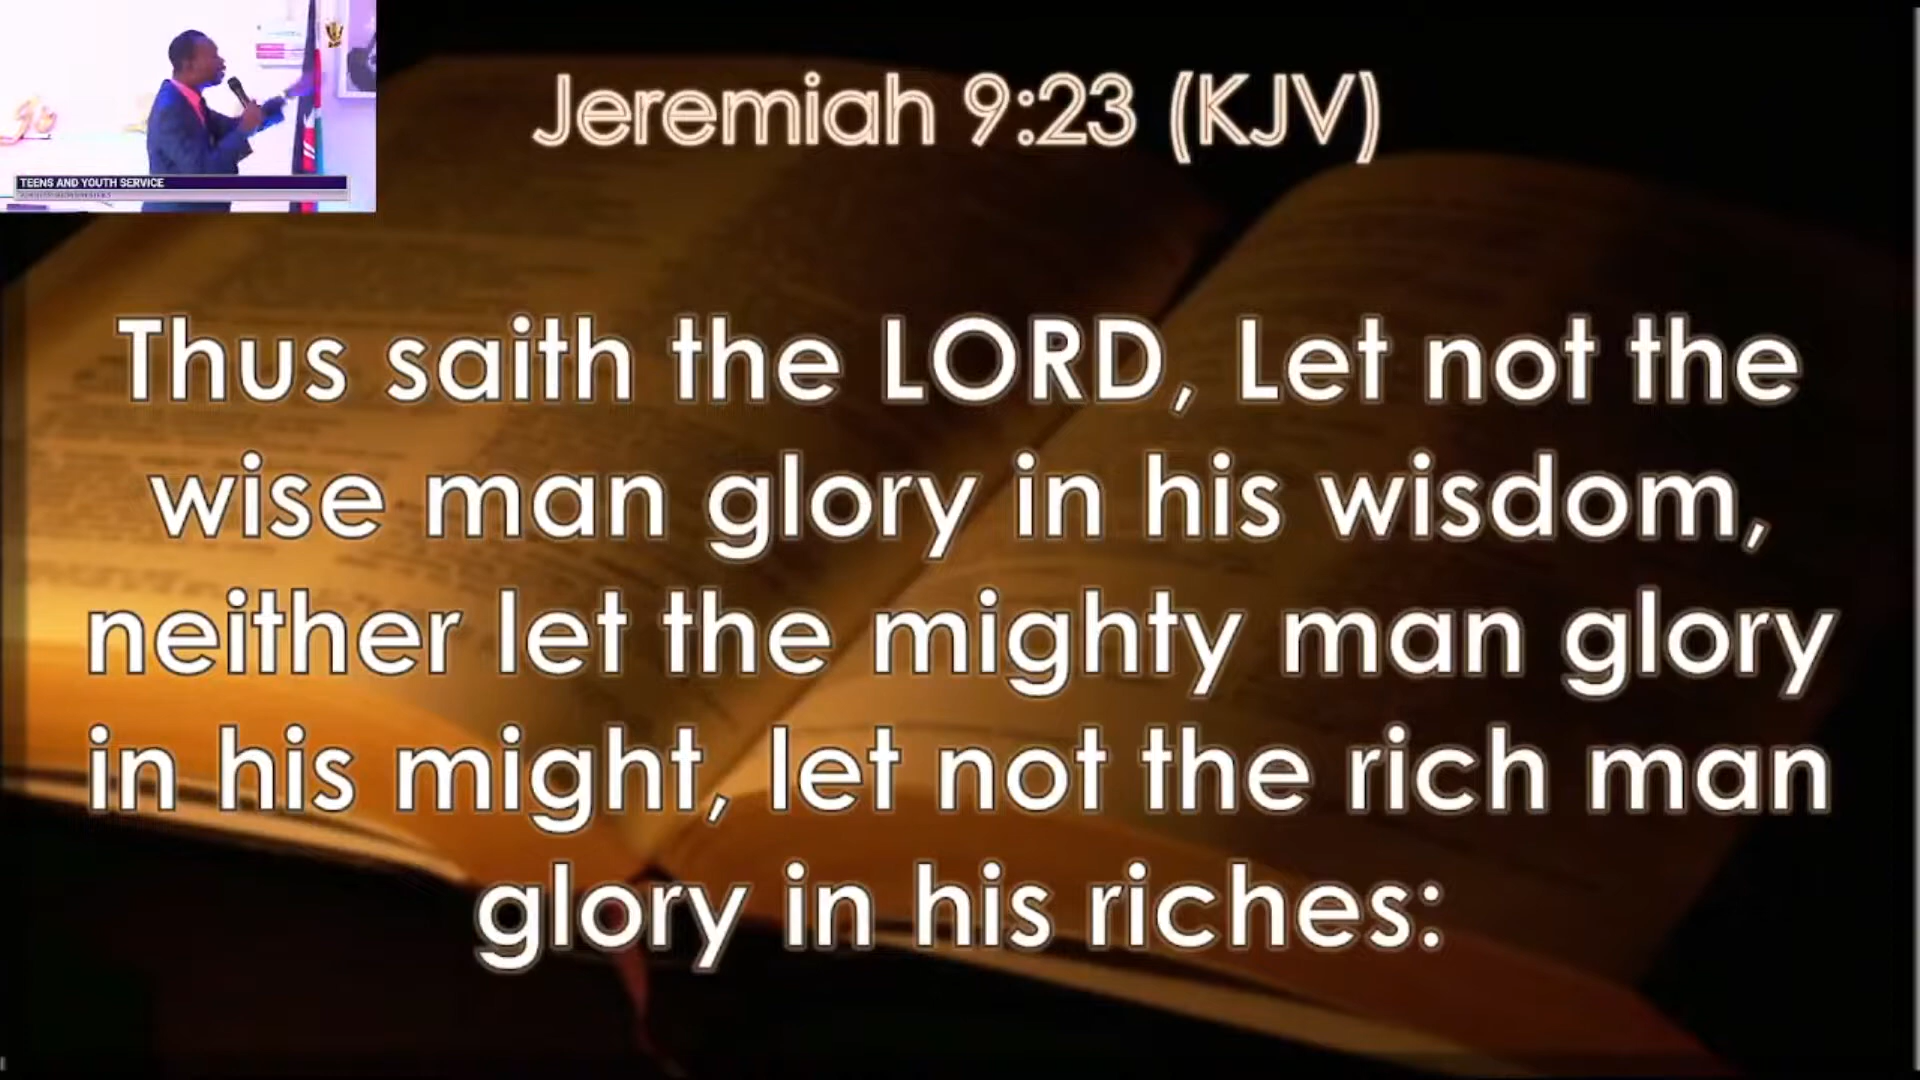 Jeremiah 9:23 (KJV)
TEENS AND YOUTH SERVICE
Thus saith the LORD, Let not the
wise man glory in his wisdom,
neither let the mighty man glory
in his might, let not the rich man
glory in his riches: